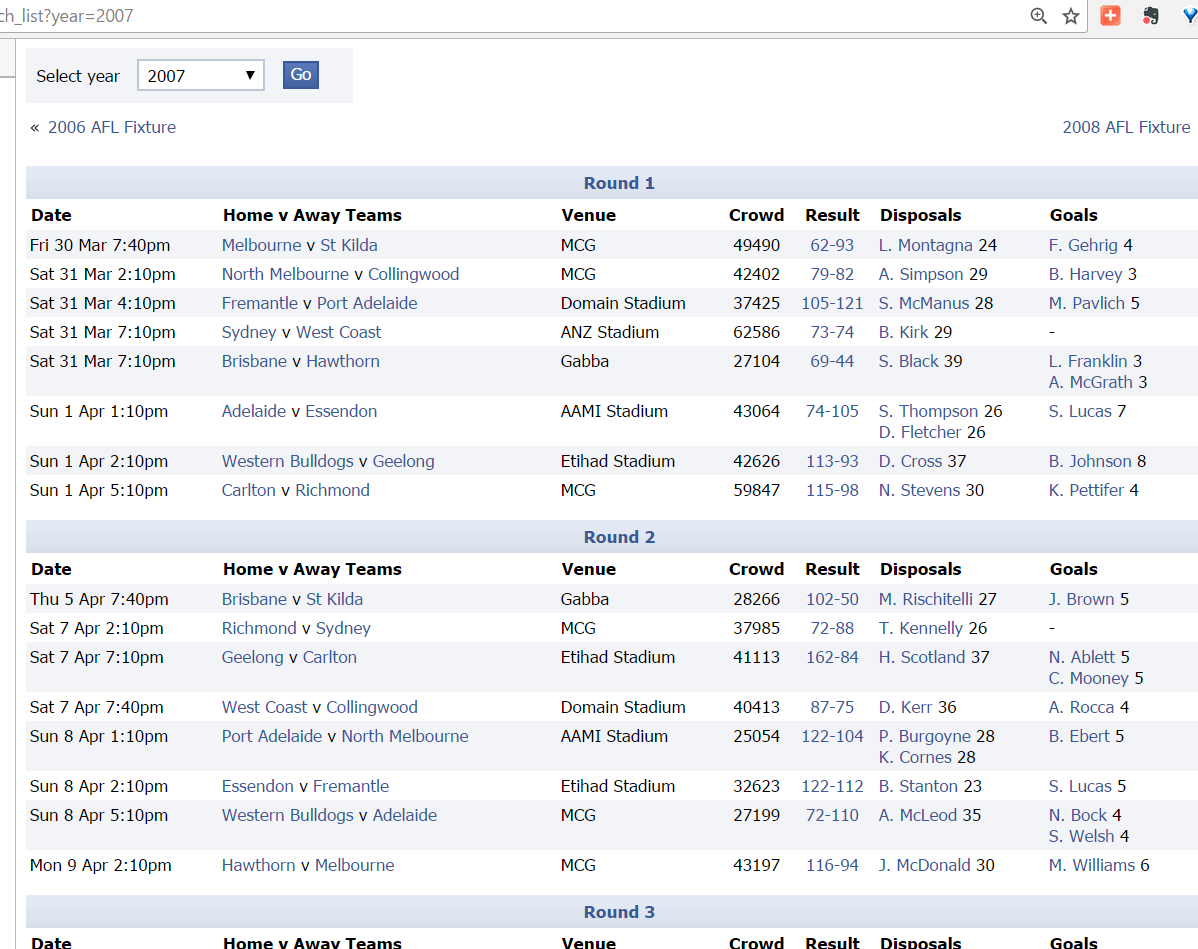 ch_list?year=2007
Select year 2007 ▼ Go
« 2006 AFL Fixture 2008 AFL Fixture
Round 1
Date Home v Away Teams Venue Crowd Result Disposals Goals
Fri 30 Mar 7:40pm Melbourne v St Kilda MCG 49490 62-93 L. Montagna 24 F. Gehrig 4
Sat 31 Mar 2:10pm North Melbourne v Collingwood MCG 42402 79-82 A. Simpson 29 B. Harvey 3
Sat 31 Mar 4:10pm Fremantle v Port Adelaide Domain Stadium 37425 105-121 S. McManus 28 M. Pavlich 5
Sat 31 Mar 7:10pm Sydney v West Coast ANZ Stadium 62586 73-74 B. Kirk 29 -
Sat 31 Mar 7:10pm Brisbane v Hawthorn Gabba 27104 69-44 S. Black 39 L. Franklin 3
A. McGrath 3
Sun 1 Apr 1:10pm Adelaide v Essendon AAMI Stadium 43064 74-105 S. Thompson 26 S. Lucas 7
D. Fletcher 26
Sun 1 Apr 2:10pm Western Bulldogs v Geelong Etihad Stadium 42626 113-93 D. Cross 37 B. Johnson 8
Sun 1 Apr 5:10pm Carlton v Richmond MCG 59847 115-98 N. Stevens 30 K. Pettifer 4
Round 2
Date Home v Away Teams Venue Crowd Result Disposals Goals
Thu 5 Apr 7:40pm Brisbane v St Kilda Gabba 28266 102-50 M. Rischitelli 27 J. Brown 5
Sat 7 Apr 2:10pm Richmond v Sydney MCG 37985 72-88 T. Kennelly 26 -
Sat 7 Apr 7:10pm Geelong v Carlton Etihad Stadium 41113 162-84 H. Scotland 37 N. Ablett 5
C. Mooney 5
Sat 7 Apr 7:40pm West Coast v Collingwood Domain Stadium 40413 87-75 D. Kerr 36 A. Rocca 4
Sun 8 Apr 1:10pm Port Adelaide v North Melbourne AAMI Stadium 25054 122-104 P. Burgoyne 28 B. Ebert 5
K. Cornes 28
Sun 8 Apr 2:10pm Essendon v Fremantle Etihad Stadium 32623 122-112 B. Stanton 23 S. Lucas 5
Sun 8 Apr 5:10pm Western Bulldogs v Adelaide MCG 27199 72-110 A. McLeod 35 N. Bock 4
S. Welsh 4
Mon 9 Apr 2:10pm Hawthorn v Melbourne MCG 43197 116-94 J. McDonald 30 M. Williams 6
Round 3
Date Home v Away Teams Venue Crowd Result Disposals Goals